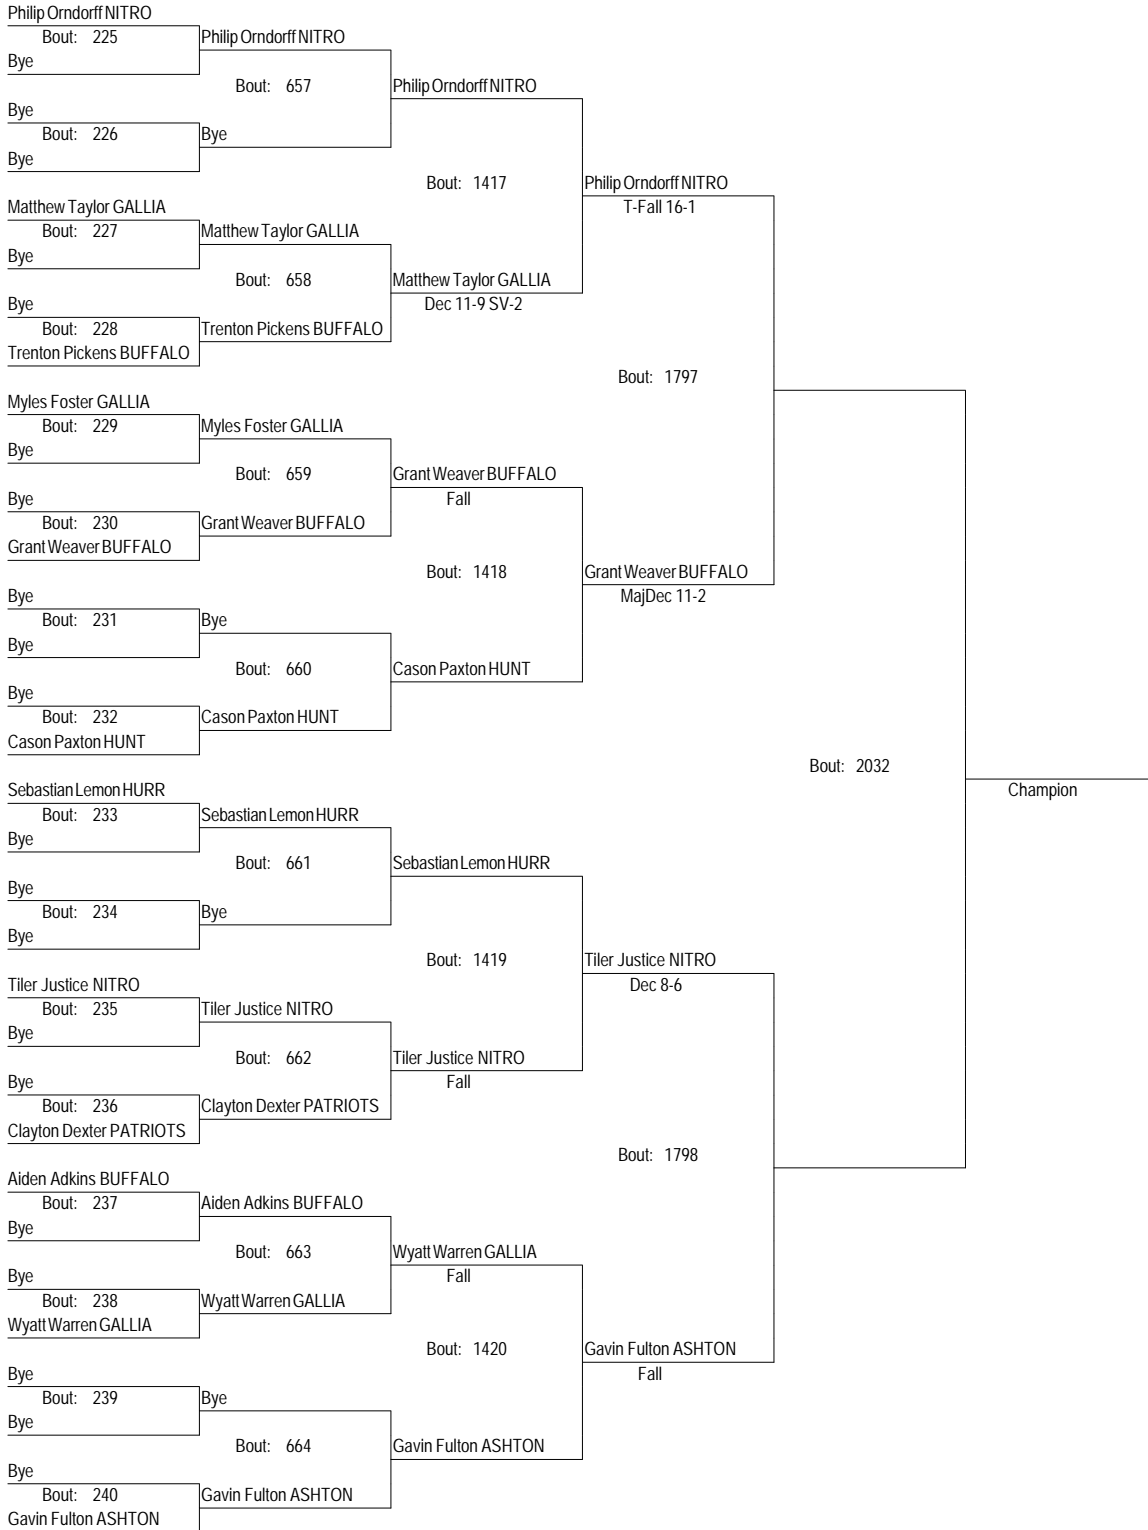 Philip Orndorff NITRO
Bout: 225
Philip Orndorff NITRO
Bye
Bout: 657
Philip Orndorff NITRO
Bye
Bout: 226
Bye
Bye
Bout: 1417
Philip Orndorff NITRO
T-Fall 16-1
Matthew Taylor GALLIA
Bout: 227
Matthew Taylor GALLIA
Bye
Bout: 658
Matthew Taylor GALLIA
Dec 11-9 SV-2
Bye
Bout: 228
Trenton Pickens BUFFALO
Trenton Pickens BUFFALO
Bout: 1797
Myles Foster GALLIA
Bout: 229
Myles Foster GALLIA
Bye
Bout: 659
Grant Weaver BUFFALO
Fall
Bye
Bout: 230
Grant Weaver BUFFALO
Grant Weaver BUFFALO
Bout: 1418
Grant Weaver BUFFALO
MajDec 11-2
Bye
Bout: 231
Bye
Bye
Bout: 660
Cason Paxton HUNT
Bye
Bout: 232
Cason Paxton HUNT
Cason Paxton HUNT
Bout: 2032
Champion
Sebastian Lemon HURR
Bout: 233
Sebastian Lemon HURR
Bye
Bout: 661
Sebastian Lemon HURR
Bye
Bout: 234
Bye
Bye
Bout: 1419
Tiler Justice NITRO
Dec 8-6
Tiler Justice NITRO
Bout: 235
Tiler Justice NITRO
Bye
Bout: 662
Tiler Justice NITRO
Fall
Bye
Bout: 236
Clayton Dexter PATRIOTS
Clayton Dexter PATRIOTS
Bout: 1798
Aiden Adkins BUFFALO
Bout: 237
Aiden Adkins BUFFALO
Bye
Bout: 663
Wyatt Warren GALLIA
Fall
Bye
Bout: 238
Wyatt Warren GALLIA
Wyatt Warren GALLIA
Bout: 1420
Gavin Fulton ASHTON
Fall
Bye
Bout: 239
Bye
Bye
Bout: 664
Gavin Fulton ASHTON
Bye
Bout: 240
Gavin Fulton ASHTON
Gavin Fulton ASHTON